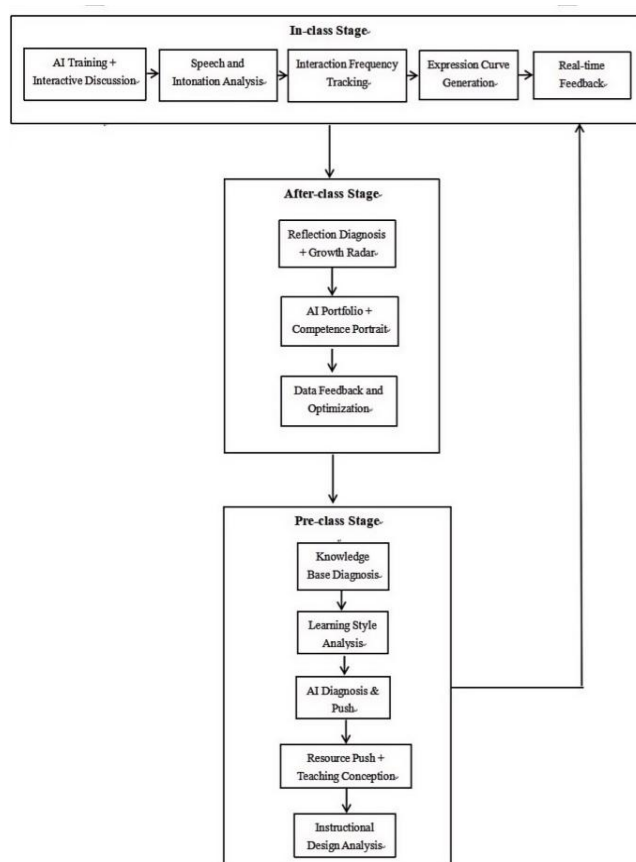 In-class Stage
AI Training +
Interactive Discussion
Speech and
Intonation Analysis
Interaction Frequency
Tracking
Expression Curve
Generation
Real-time
Feedback
After-class Stage
Reflection Diagnosis
+ Growth Radar
AI Portfolio +
Competence Portrait
Data Feedback and
Optimization
Pre-class Stage
Knowledge
Base Diagnosis
Learning Style
Analysis
AI Diagnosis &
Push
Resource Push +
Teaching Conception
Instructional
Design Analysis